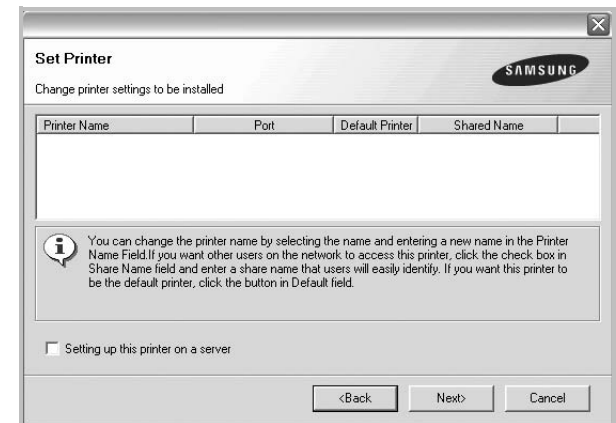 Set Printer
Change printer settings to be installed
SAMSUNG
Printer Name Port Default Printer Shared Name
You can change the printer name by selecting the name and entering a new name in the Printer
Name Field.If you want other users on the network to access this printer, click the check box in
Share Name field and enter a share name that users will easily identify. If you want this printer to
be the default printer, click the button in Default field.
Setting up this printer on a server
<Back Next> Cancel